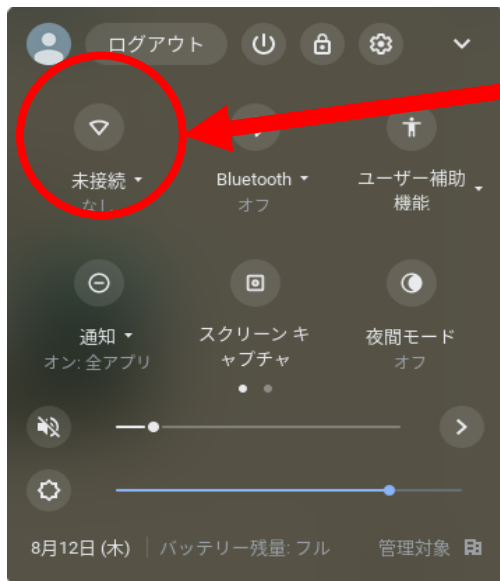 ログアウト
未接続
なし
Bluetooth
オフ
ユーザー補助
機能
通知
オン: 全アプリ
スクリーン キ
ャプチャ
夜間モード
オフ
8月12日 (木) バッテリー残量: フル 管理対象